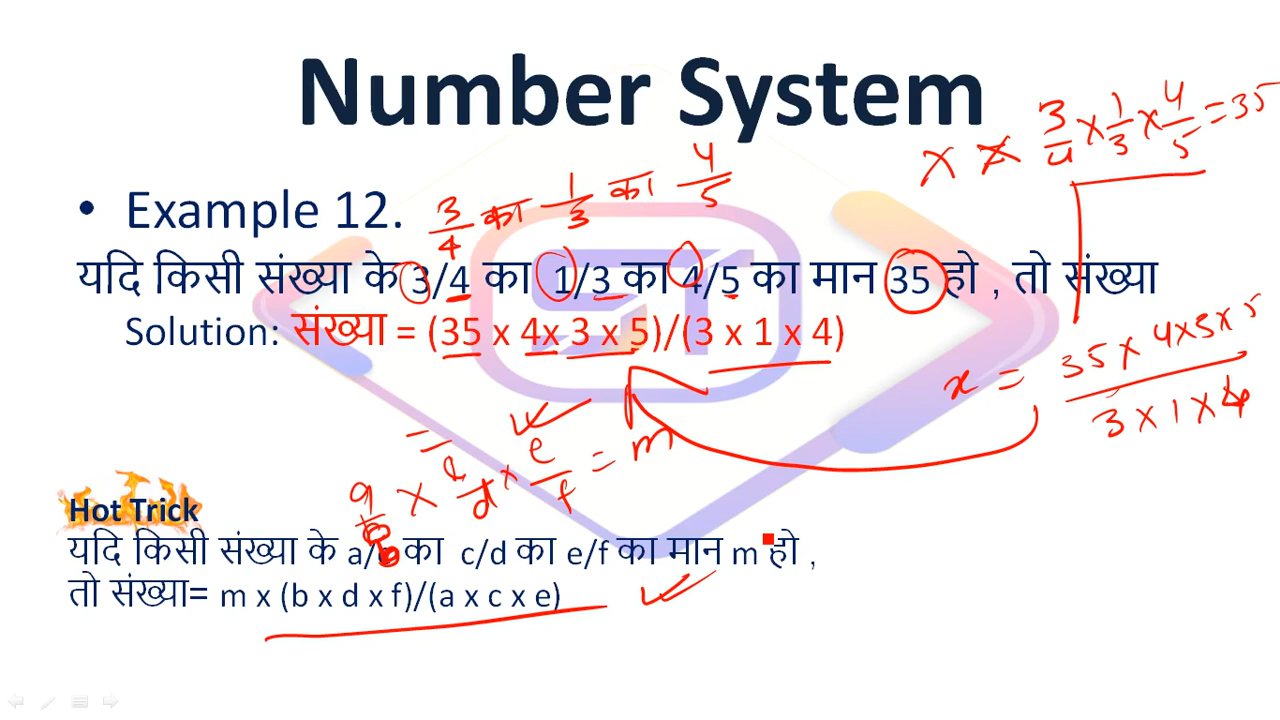 Number System
x × 3/4 × 1/3 × 4/5 = 35
3/4 का 1/3 का 4/5
• Example 12.
यदि किसी संख्या के 3/4 का 1/3 का 4/5 का मान 35 हो , तो संख्या
Solution: संख्या = (35 x 4x 3 x 5)/(3 x 1 x 4)
x = 35 × 4×3×5 / 3 × 1 × 4
a/b × c/d × e/f = m
Hot Trick
यदि किसी संख्या के a/b का c/d का e/f का मान m हो ,
तो संख्या= m x (b x d x f)/(a x c x e)